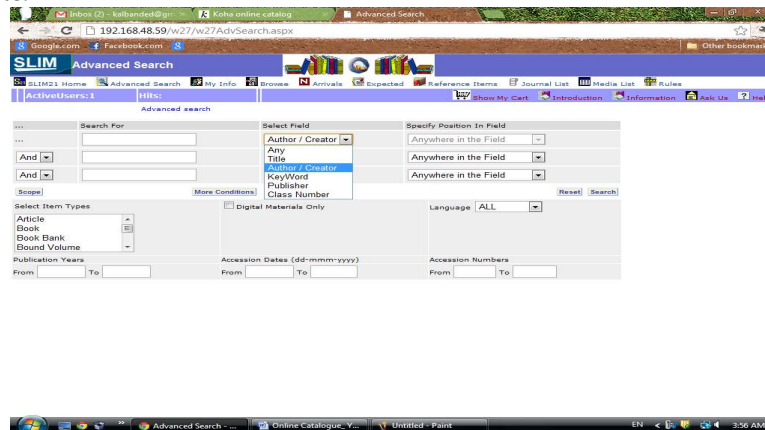 Inbox (2) - kalbanded@gr Koha online catalog Advanced Search
192.168.48.59/w27/w27AdvSearch.aspx
Google.com Facebook.com Other bookmark
SLIM Advanced Search
SLIM21 Home Advanced Search My Info Browse Arrivals Expected Reference Items Journal List Media List Rules
ActiveUsers:1 Hits: Show My Cart Introduction Information Ask Us ? Hel
Advanced search
... Search For Select Field Specify Position In Field
... Author / Creator Anywhere in the Field
Any
And Title Anywhere in the Field
Author / Creator
And KeyWord Anywhere in the Field
Publisher
Scope More Conditions Class Number Reset Search
Select Item Types Digital Materials Only Language ALL
Article
Book
Book Bank
Bound Volume
Publication Years Accession Dates (dd-mmm-yyyy) Accession Numbers
From To From To From To
Advanced Search - ... Online Catalogue_ Y... Untitled - Paint EN 3:56 AM